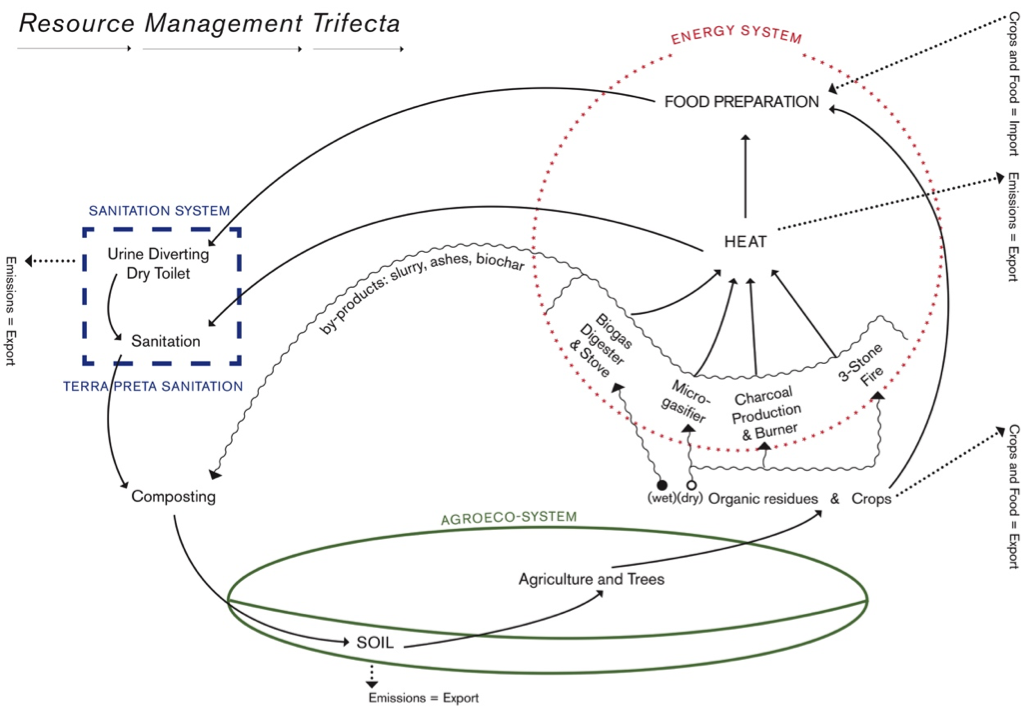 Resource Management Trifecta
ENERGY SYSTEM
Crops and Food = Import
FOOD PREPARATION
Emissions = Export
HEAT
SANITATION SYSTEM
Urine Diverting
Dry Toilet
Emissions = Export
Sanitation
TERRA PRETA SANITATION
by-products: slurry, ashes, biochar
Biogas
Digester
& Stove
Micro-
gasifier
Charcoal
Production
& Burner
3-Stone
Fire
Composting
(wet)(dry) Organic residues & Crops
Crops and Food = Export
AGROECO-SYSTEM
Agriculture and Trees
SOIL
Emissions = Export